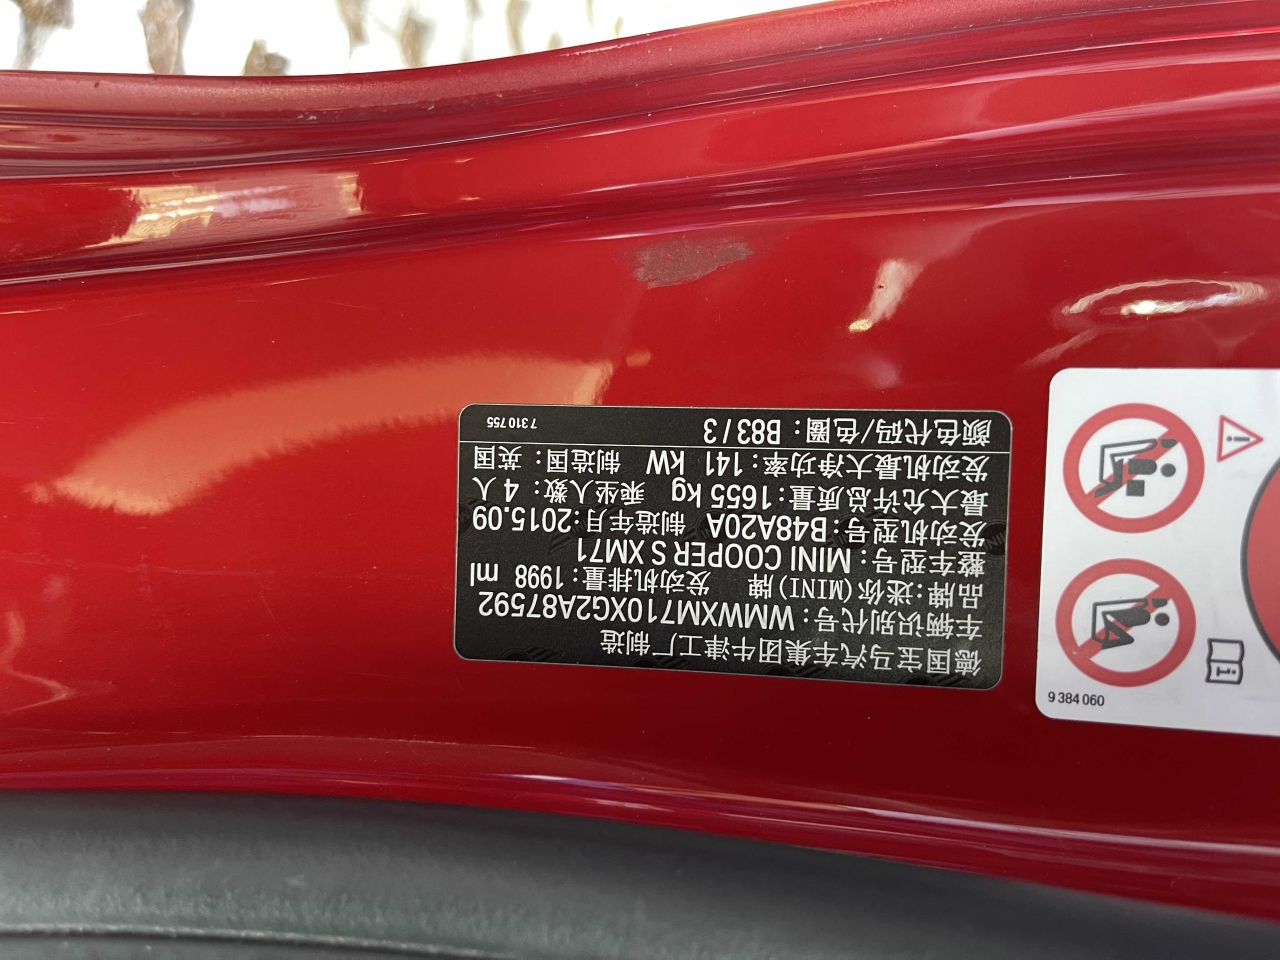 德国宝马汽车集团牛津工厂制造
车辆识别代号：WMWXM710XG2A87592
品牌:迷你(MINI)牌 发动机排量:1998 ml
整车型号: MINI COOPER S XM71
发动机型号:B48A20A 制造年月:2015.09
最大允许总质量:1655 kg 乘坐人数: 4 人
发动机最大净功率:141 kW 制造国: 英国
颜色代码/色圈: B83 / 3
7 310 755
9 384 060